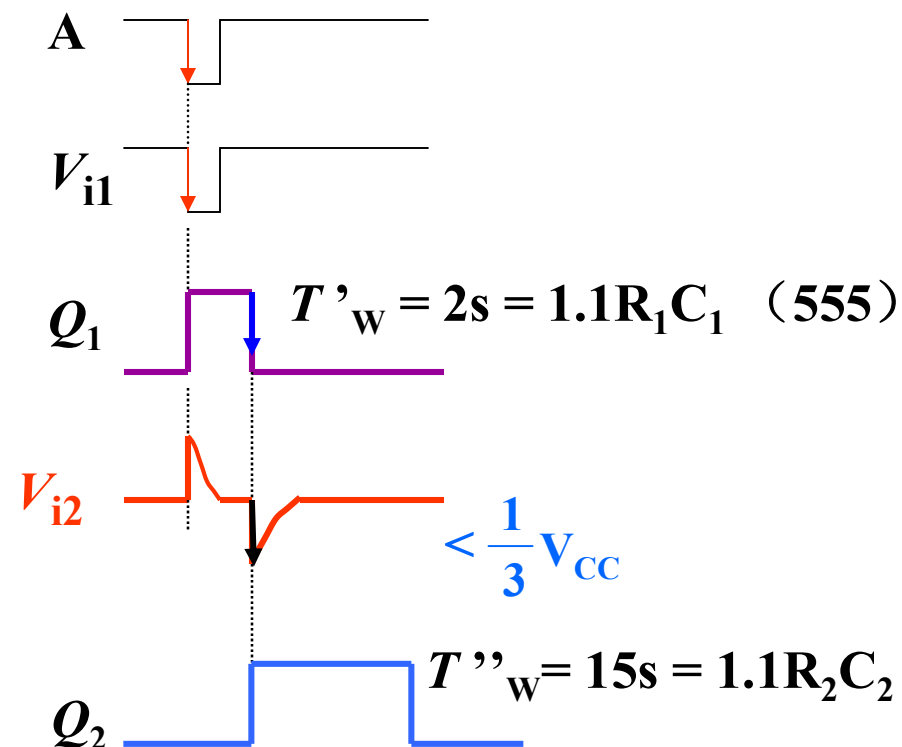 A
Vi1
Q1 T ’W = 2s = 1.1R1C1 （555）
Vi2
< 1/3 VCC
T ’’W= 15s = 1.1R2C2
Q2